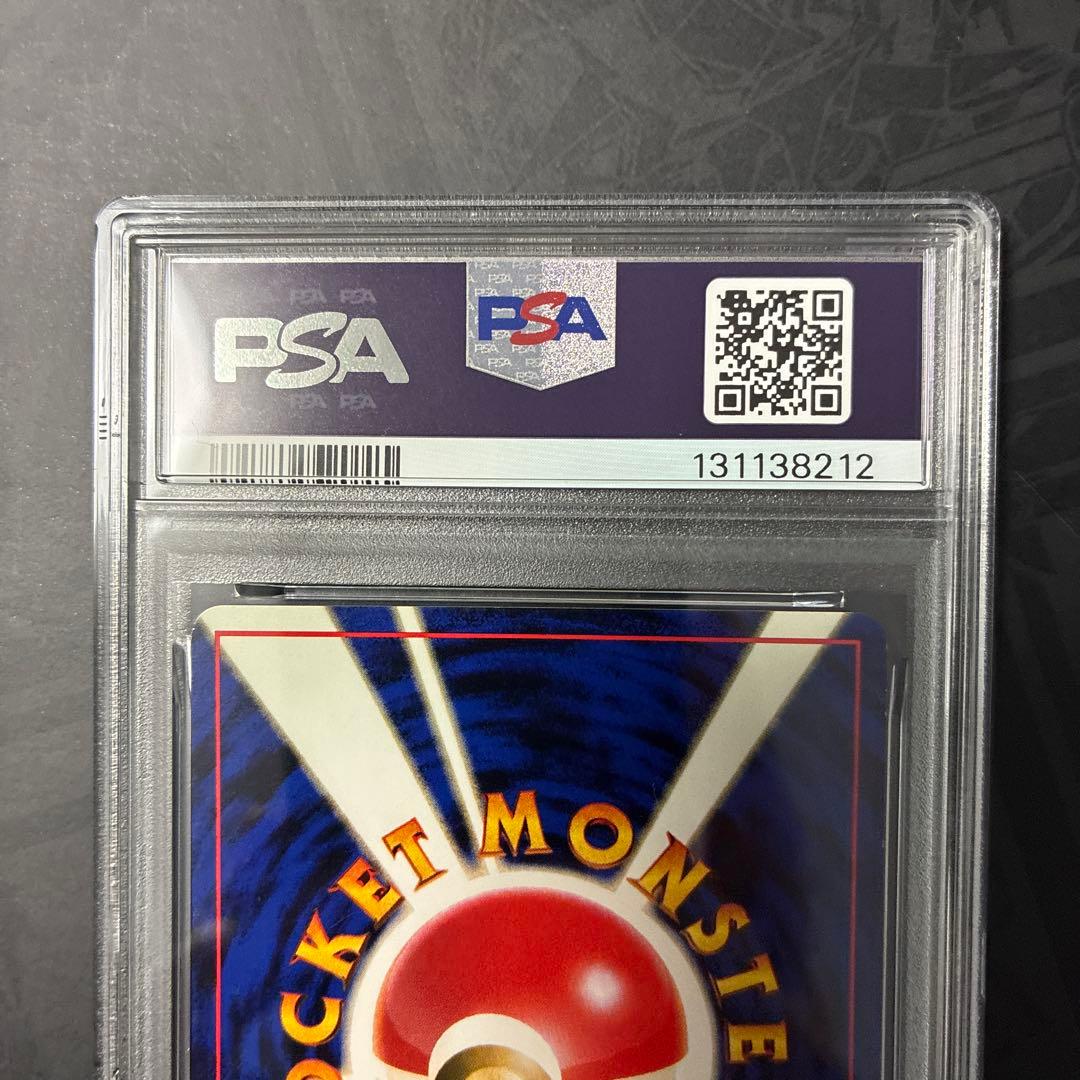 PSA
PSA
131138212
POCKET MONSTE